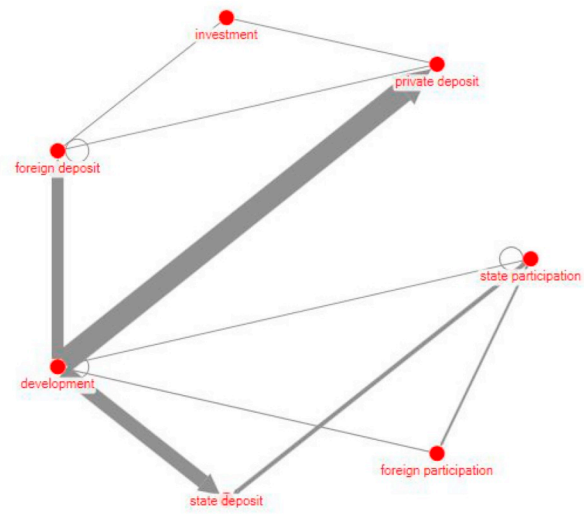 investment
private deposit
foreign deposit
state participation
development
foreign participation
state deposit